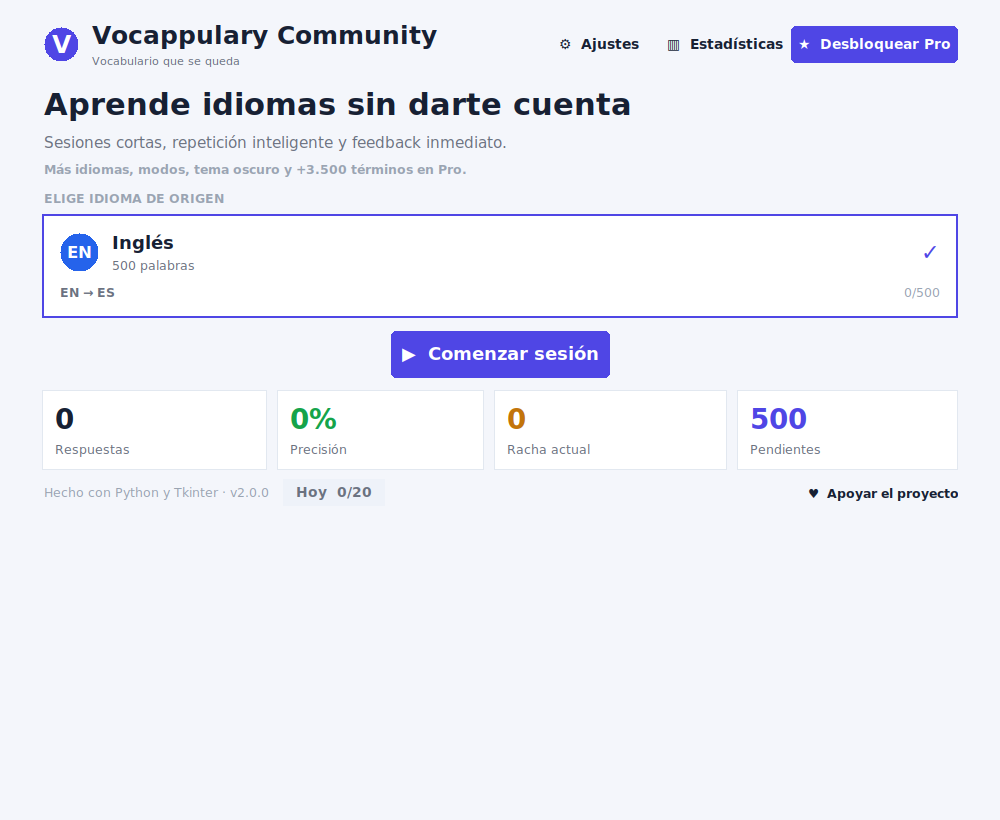 V Vocappulary Community
Vocabulario que se queda
⚙ Ajustes
▥ Estadísticas
★ Desbloquear Pro
Aprende idiomas sin darte cuenta
Sesiones cortas, repetición inteligente y feedback inmediato.
Más idiomas, modos, tema oscuro y +3.500 términos en Pro.
ELIGE IDIOMA DE ORIGEN
EN Inglés ✓
500 palabras
EN → ES 0/500
▶ Comenzar sesión
0
Respuestas
0%
Precisión
0
Racha actual
500
Pendientes
Hecho con Python y Tkinter · v2.0.0
Hoy 0/20
♥ Apoyar el proyecto